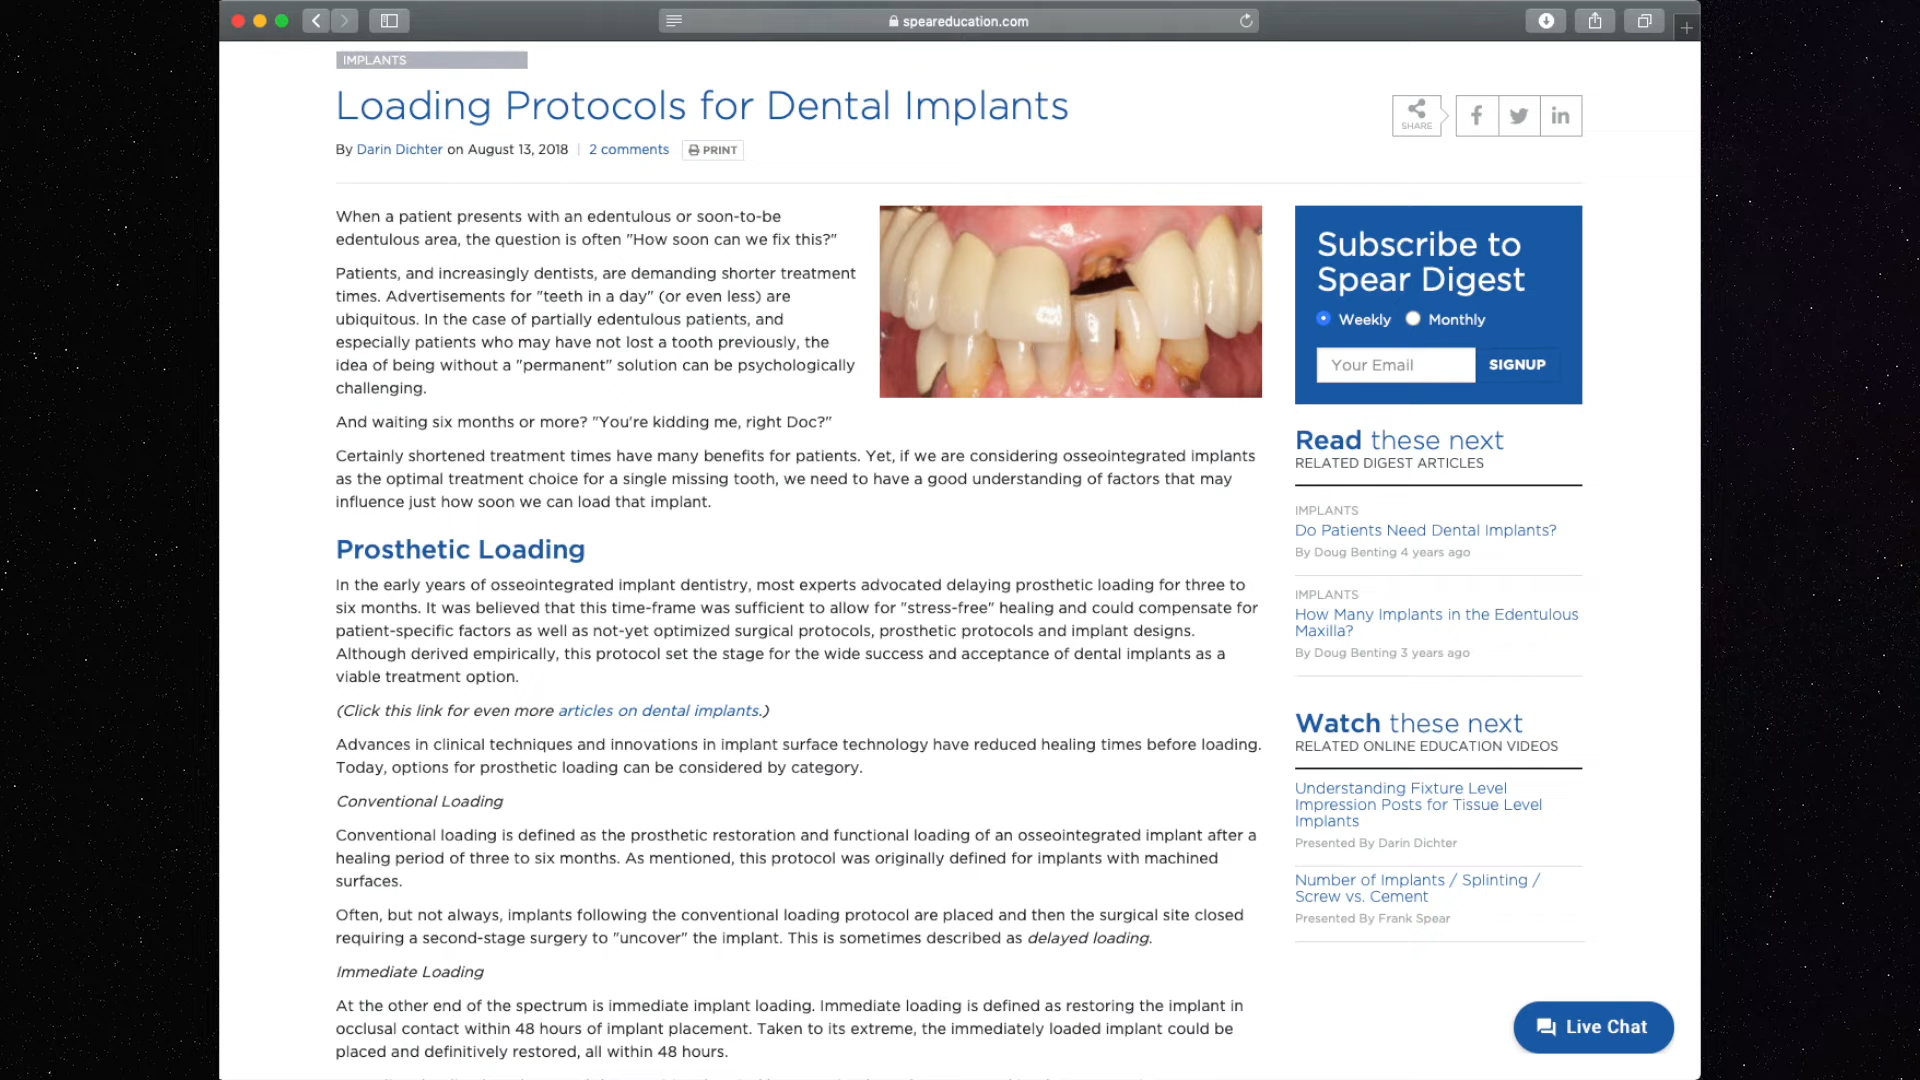 speareducation.com
IMPLANTS
Loading Protocols for Dental Implants
SHARE
By Darin Dichter on August 13, 2018 | 2 comments PRINT
When a patient presents with an edentulous or soon-to-be
edentulous area, the question is often "How soon can we fix this?"
Patients, and increasingly dentists, are demanding shorter treatment
times. Advertisements for "teeth in a day" (or even less) are
ubiquitous. In the case of partially edentulous patients, and
especially patients who may have not lost a tooth previously, the
idea of being without a "permanent" solution can be psychologically
challenging.
And waiting six months or more? "You're kidding me, right Doc?"
Certainly shortened treatment times have many benefits for patients. Yet, if we are considering osseointegrated implants
as the optimal treatment choice for a single missing tooth, we need to have a good understanding of factors that may
influence just how soon we can load that implant.
Prosthetic Loading
In the early years of osseointegrated implant dentistry, most experts advocated delaying prosthetic loading for three to
six months. It was believed that this time-frame was sufficient to allow for "stress-free" healing and could compensate for
patient-specific factors as well as not-yet optimized surgical protocols, prosthetic protocols and implant designs.
Although derived empirically, this protocol set the stage for the wide success and acceptance of dental implants as a
viable treatment option.
(Click this link for even more articles on dental implants.)
Advances in clinical techniques and innovations in implant surface technology have reduced healing times before loading.
Today, options for prosthetic loading can be considered by category.
Conventional Loading
Conventional loading is defined as the prosthetic restoration and functional loading of an osseointegrated implant after a
healing period of three to six months. As mentioned, this protocol was originally defined for implants with machined
surfaces.
Often, but not always, implants following the conventional loading protocol are placed and then the surgical site closed
requiring a second-stage surgery to "uncover" the implant. This is sometimes described as delayed loading.
Immediate Loading
At the other end of the spectrum is immediate implant loading. Immediate loading is defined as restoring the implant in
occlusal contact within 48 hours of implant placement. Taken to its extreme, the immediately loaded implant could be
placed and definitively restored, all within 48 hours.
Subscribe to
Spear Digest
Weekly Monthly
Your Email SIGNUP
Read these next
RELATED DIGEST ARTICLES
IMPLANTS
Do Patients Need Dental Implants?
By Doug Benting 4 years ago
IMPLANTS
How Many Implants in the Edentulous
Maxilla?
By Doug Benting 3 years ago
Watch these next
RELATED ONLINE EDUCATION VIDEOS
Understanding Fixture Level
Impression Posts for Tissue Level
Implants
Presented By Darin Dichter
Number of Implants / Splinting /
Screw vs. Cement
Presented By Frank Spear
Live Chat